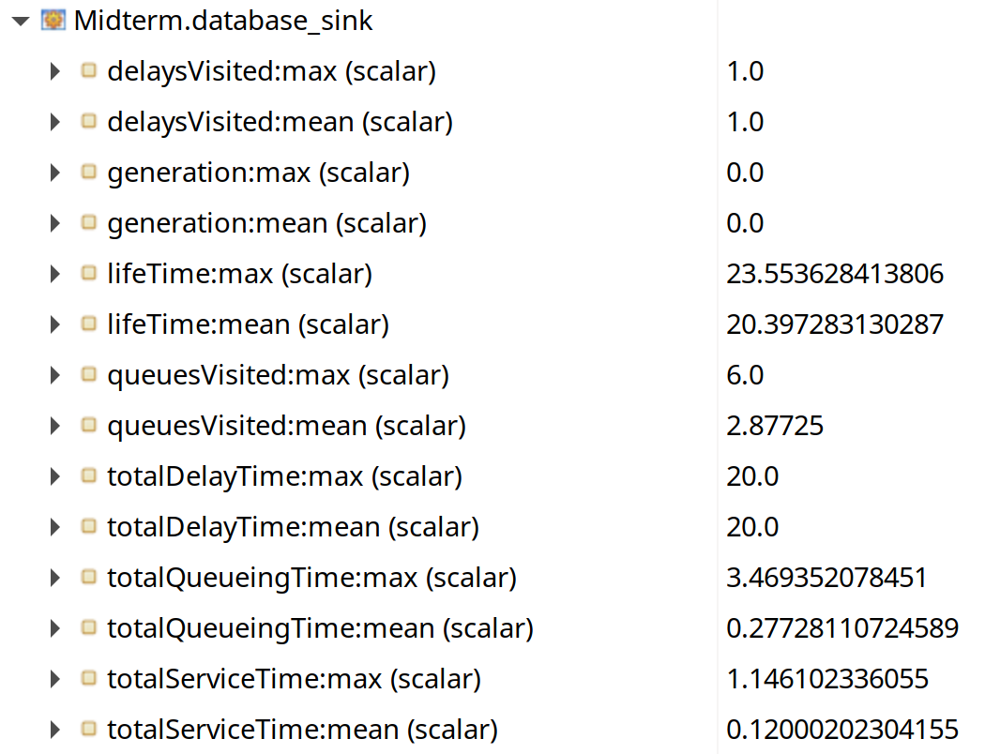 Midterm.database_sink
delaysVisited:max (scalar) 1.0
delaysVisited:mean (scalar) 1.0
generation:max (scalar) 0.0
generation:mean (scalar) 0.0
lifeTime:max (scalar) 23.553628413806
lifeTime:mean (scalar) 20.397283130287
queuesVisited:max (scalar) 6.0
queuesVisited:mean (scalar) 2.87725
totalDelayTime:max (scalar) 20.0
totalDelayTime:mean (scalar) 20.0
totalQueueingTime:max (scalar) 3.469352078451
totalQueueingTime:mean (scalar) 0.27728110724589
totalServiceTime:max (scalar) 1.146102336055
totalServiceTime:mean (scalar) 0.12000202304155